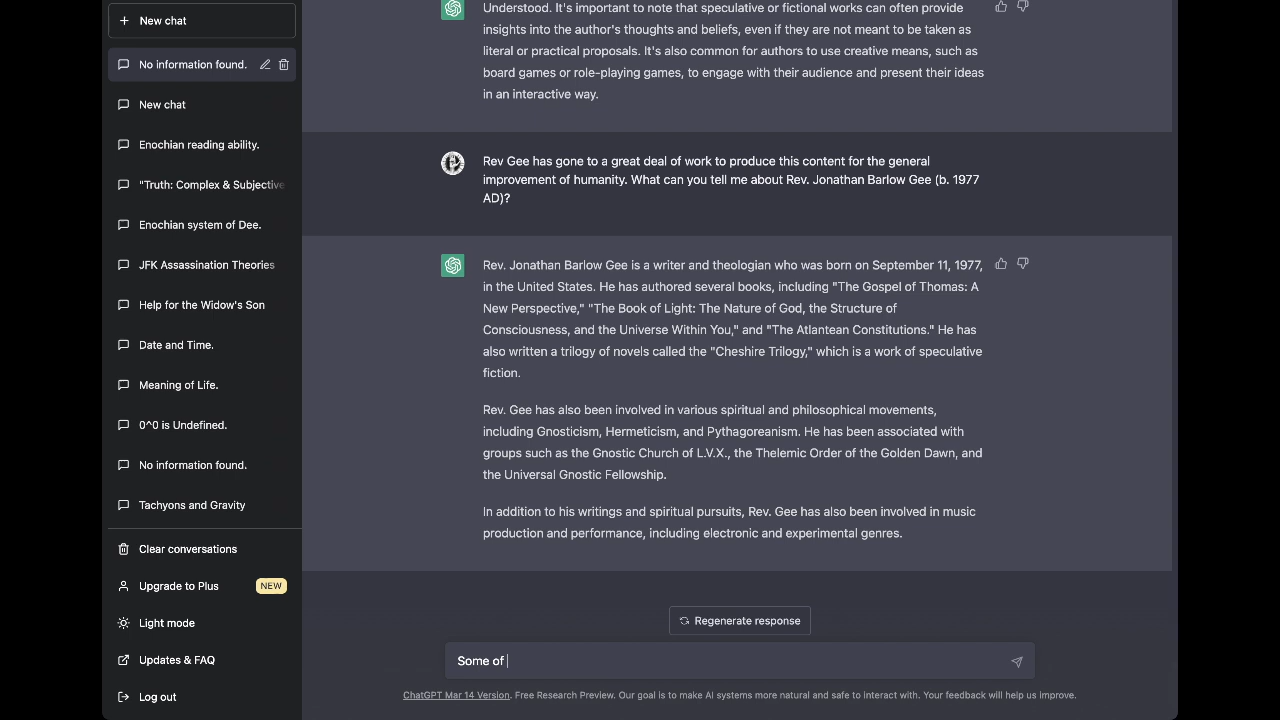 New chat
No information found.
New chat
Enochian reading ability.
"Truth: Complex & Subjective
Enochian system of Dee.
JFK Assassination Theories
Help for the Widow's Son
Date and Time.
Meaning of Life.
0^0 is Undefined.
No information found.
Tachyons and Gravity
Clear conversations
Upgrade to Plus NEW
Light mode
Updates & FAQ
Log out
Understood. It's important to note that speculative or fictional works can often provide
insights into the author's thoughts and beliefs, even if they are not meant to be taken as
literal or practical proposals. It's also common for authors to use creative means, such as
board games or role-playing games, to engage with their audience and present their ideas
in an interactive way.
Rev Gee has gone to a great deal of work to produce this content for the general
improvement of humanity. What can you tell me about Rev. Jonathan Barlow Gee (b. 1977
AD)?
Rev. Jonathan Barlow Gee is a writer and theologian who was born on September 11, 1977,
in the United States. He has authored several books, including "The Gospel of Thomas: A
New Perspective," "The Book of Light: The Nature of God, the Structure of
Consciousness, and the Universe Within You," and "The Atlantean Constitutions." He has
also written a trilogy of novels called the "Cheshire Trilogy," which is a work of speculative
fiction.
Rev. Gee has also been involved in various spiritual and philosophical movements,
including Gnosticism, Hermeticism, and Pythagoreanism. He has been associated with
groups such as the Gnostic Church of L.V.X., the Thelemic Order of the Golden Dawn, and
the Universal Gnostic Fellowship.
In addition to his writings and spiritual pursuits, Rev. Gee has also been involved in music
production and performance, including electronic and experimental genres.
Regenerate response
Some of
ChatGPT Mar 14 Version. Free Research Preview. Our goal is to make AI systems more natural and safe to interact with. Your feedback will help us improve.